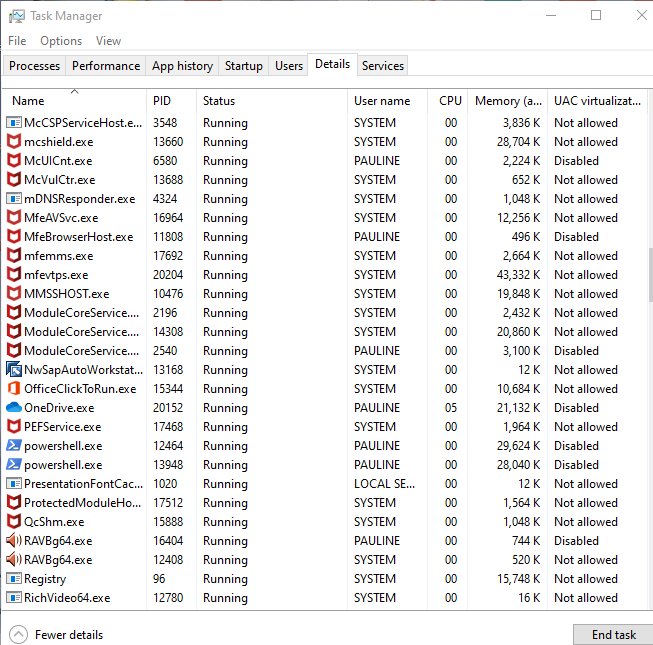 Task Manager
File Options View
Processes Performance App history Startup Users Details Services
Name PID Status User name CPU Memory (a... UAC virtualizat...
McCSPServiceHost.e... 3548 Running SYSTEM 00 3,836 K Not allowed
mcshield.exe 13660 Running SYSTEM 00 28,704 K Not allowed
McUICnt.exe 6580 Running PAULINE 00 2,224 K Disabled
McVulCtr.exe 13688 Running SYSTEM 00 652 K Not allowed
mDNSResponder.exe 4324 Running SYSTEM 00 1,048 K Not allowed
MfeAVSvc.exe 16964 Running SYSTEM 00 12,256 K Not allowed
MfeBrowserHost.exe 11808 Running PAULINE 00 496 K Disabled
mfemms.exe 17692 Running SYSTEM 00 2,664 K Not allowed
mfevtps.exe 20204 Running SYSTEM 00 43,332 K Not allowed
MMSSHOST.exe 10476 Running SYSTEM 00 19,848 K Not allowed
ModuleCoreService.... 2196 Running SYSTEM 00 2,432 K Not allowed
ModuleCoreService.... 14308 Running SYSTEM 00 20,860 K Not allowed
ModuleCoreService.... 2540 Running PAULINE 00 3,100 K Disabled
NwSapAutoWorkstat... 13168 Running SYSTEM 00 12 K Not allowed
OfficeClickToRun.exe 15344 Running SYSTEM 00 10,684 K Not allowed
OneDrive.exe 20152 Running PAULINE 05 21,132 K Disabled
PEFService.exe 17468 Running SYSTEM 00 1,964 K Not allowed
powershell.exe 12464 Running PAULINE 00 29,624 K Disabled
powershell.exe 13948 Running PAULINE 00 28,040 K Disabled
PresentationFontCac... 1020 Running LOCAL SE... 00 12 K Not allowed
ProtectedModuleHo... 17512 Running SYSTEM 00 1,564 K Not allowed
QcShm.exe 15888 Running SYSTEM 00 1,048 K Not allowed
RAVBg64.exe 16404 Running PAULINE 00 744 K Disabled
RAVBg64.exe 12408 Running SYSTEM 00 520 K Not allowed
Registry 96 Running SYSTEM 00 15,748 K Not allowed
RichVideo64.exe 12780 Running SYSTEM 00 16 K Not allowed
Fewer details End task